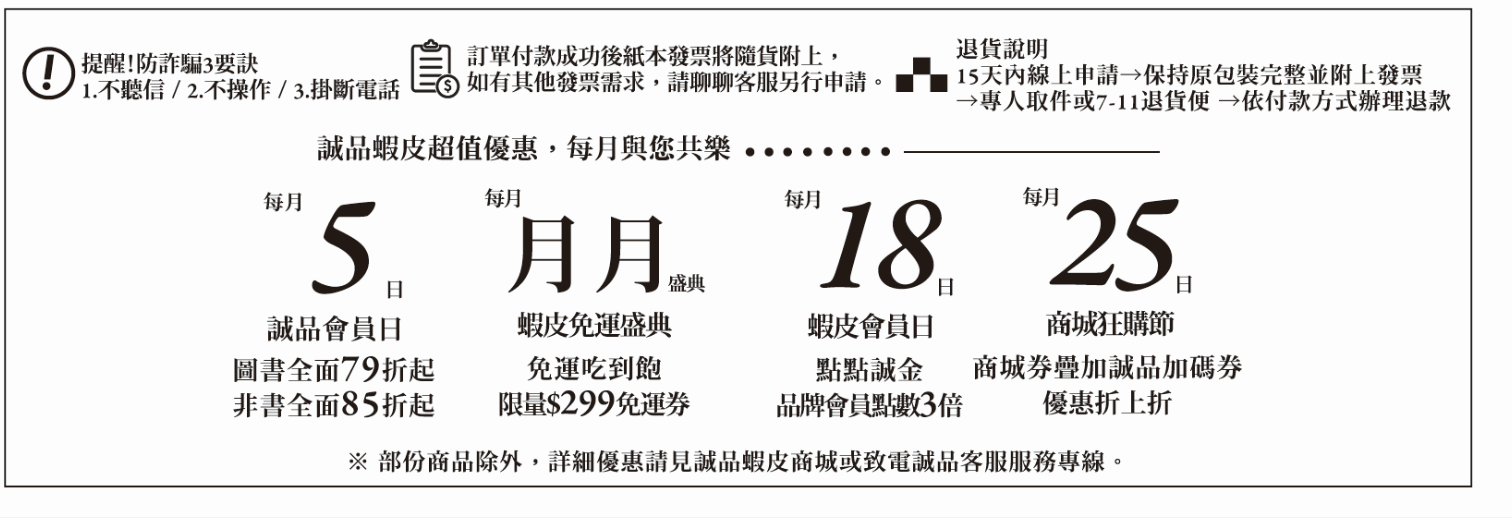 提醒!防詐騙3要訣
1.不聽信 / 2.不操作 / 3.掛斷電話
訂單付款成功後紙本發票將隨貨附上，
如有其他發票需求，請聊聊客服另行申請。
退貨說明
15天內線上申請→保持原包裝完整並附上發票
→專人取件或7-11退貨便 →依付款方式辦理退款
誠品蝦皮超值優惠，每月與您共樂
每月5日
誠品會員日
圖書全面79折起
非書全面85折起
每月月月盛典
蝦皮免運盛典
免運吃到飽
限量$299免運券
每月18日
蝦皮會員日
點點誠金
品牌會員點數3倍
每月25日
商城狂購節
商城券疊加誠品加碼券
優惠折上折
※ 部份商品除外，詳細優惠請見誠品蝦皮商城或致電誠品客服服務專線。